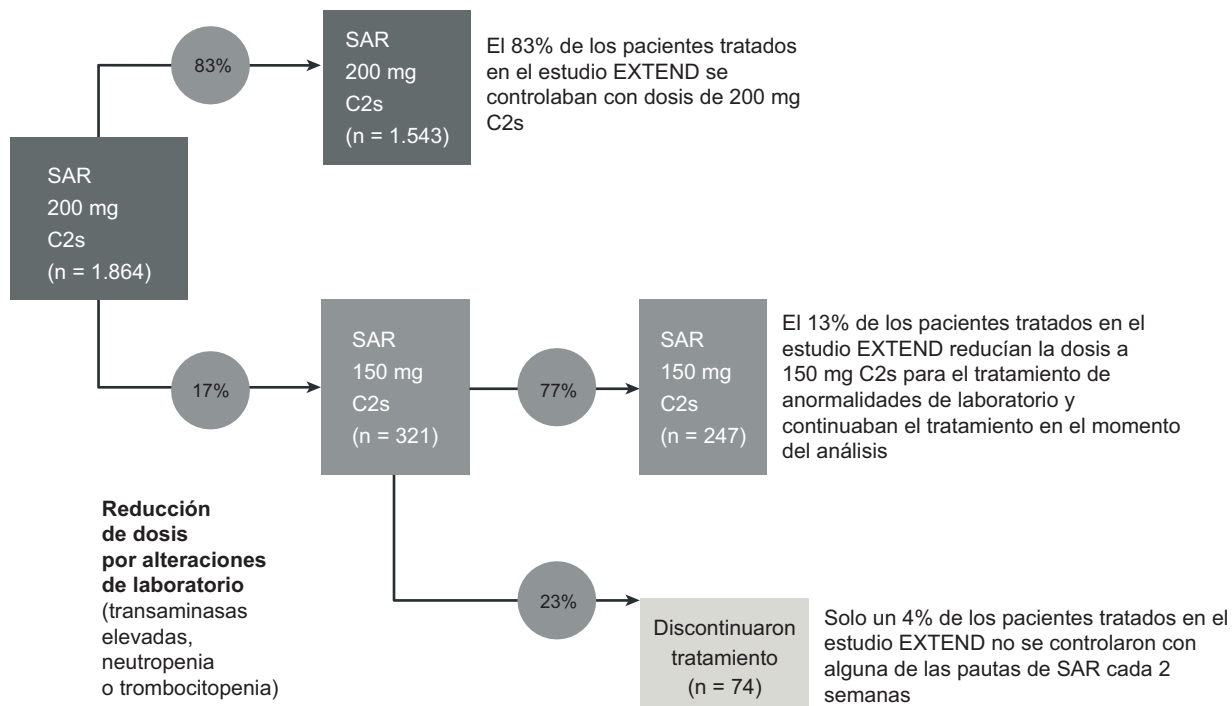 83%
SAR
200 mg
C2s
(n = 1.543)
El 83% de los pacientes tratados
en el estudio EXTEND se
controlaban con dosis de 200 mg
C2s
SAR
200 mg
C2s
(n = 1.864)
17%
SAR
150 mg
C2s
(n = 321)
77%
SAR
150 mg
C2s
(n = 247)
El 13% de los pacientes tratados en el
estudio EXTEND reducían la dosis a
150 mg C2s para el tratamiento de
anormalidades de laboratorio y
continuaban el tratamiento en el momento
del análisis
Reducción
de dosis
por alteraciones
de laboratorio
(transaminasas
elevadas,
neutropenia
o trombocitopenia)
23%
Discontinuaron
tratamiento
(n = 74)
Solo un 4% de los pacientes tratados en el
estudio EXTEND no se controlaron con
alguna de las pautas de SAR cada 2
semanas